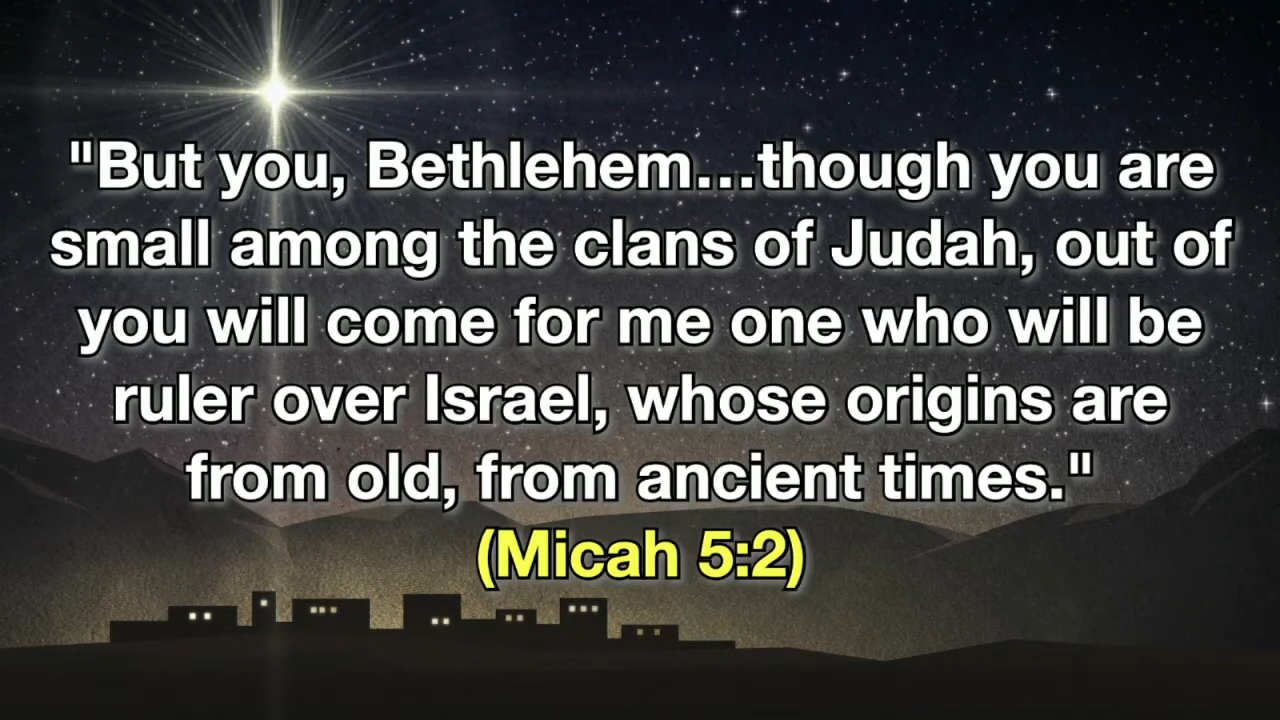 "But you, Bethlehem...though you are
small among the clans of Judah, out of
you will come for me one who will be
ruler over Israel, whose origins are
from old, from ancient times."
(Micah 5:2)